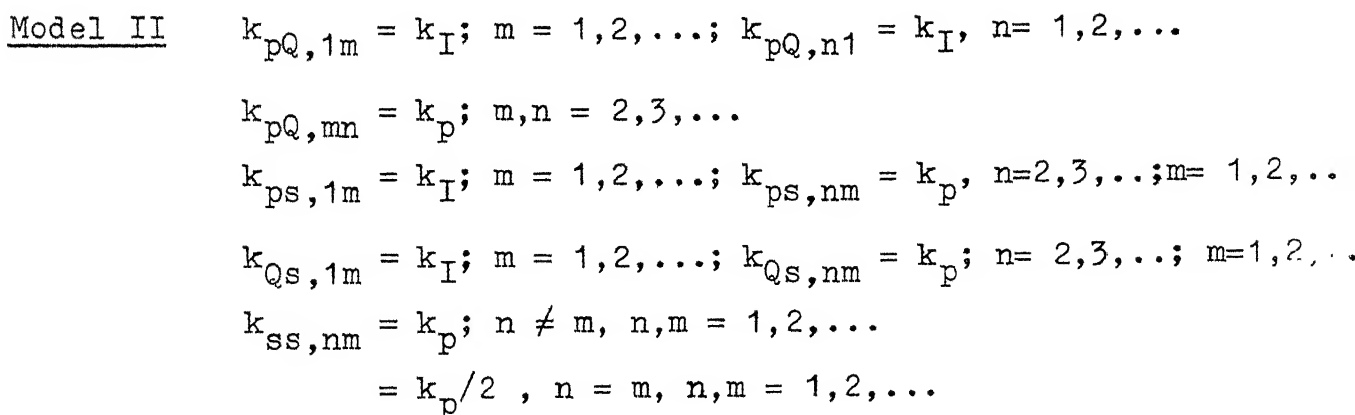 Model II k_pQ,1m = k_I; m = 1,2,...; k_pQ,n1 = k_I, n= 1,2,...
k_pQ,mn = k_p; m,n = 2,3,...
k_ps,1m = k_I; m = 1,2,...; k_ps,nm = k_p, n=2,3,..;m= 1,2,..
k_Qs,1m = k_I; m = 1,2,...; k_Qs,nm = k_p; n= 2,3,..; m=1,2,..
k_ss,nm = k_p; n ≠ m, n,m = 1,2,...
= k_p/2 , n = m, n,m = 1,2,...